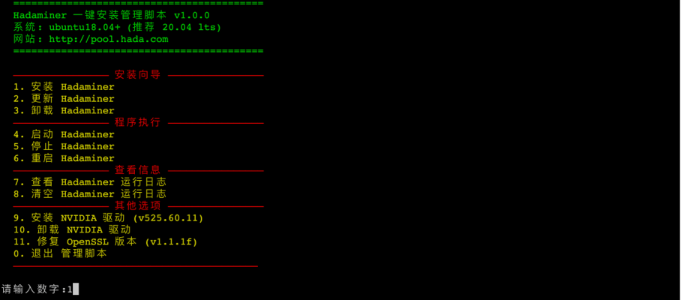 ==========================================
Hadaminer 一键安装管理脚本 v1.0.0
系统: ubuntu18.04+ (推荐 20.04 lts)
网站: http://pool.hada.com
==========================================
———————————————— 安装向导 ————————————————
1. 安装 Hadaminer
2. 更新 Hadaminer
3. 卸载 Hadaminer
———————————————— 程序执行 ————————————————
4. 启动 Hadaminer
5. 停止 Hadaminer
6. 重启 Hadaminer
———————————————— 查看信息 ————————————————
7. 查看 Hadaminer 运行日志
8. 清空 Hadaminer 运行日志
———————————————— 其他选项 ————————————————
9. 安装 NVIDIA 驱动 (v525.60.11)
10. 卸载 NVIDIA 驱动
11. 修复 OpenSSL 版本 (v1.1.1f)
0. 退出 管理脚本
—————————————————————————————————————————
请输入数字:1